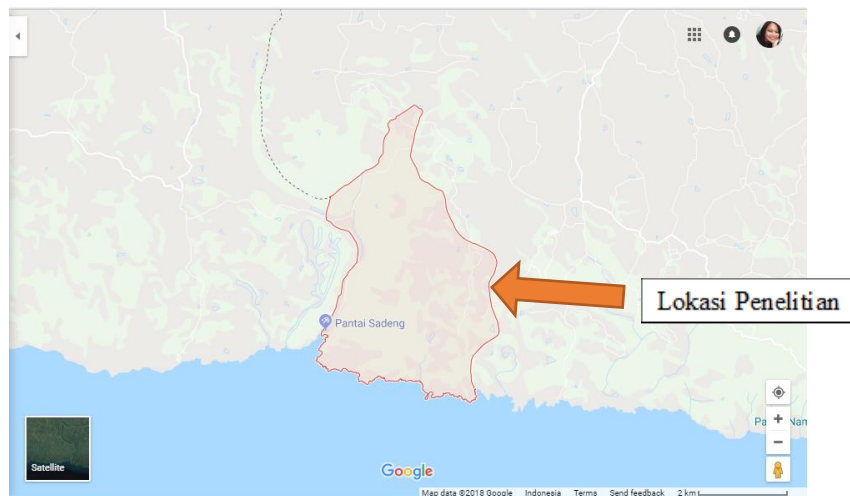 Pantai Sadeng
Lokasi Penelitian
Satellite
Google
Map data ©2018 Google Indonesia Terms Send feedback 2 km